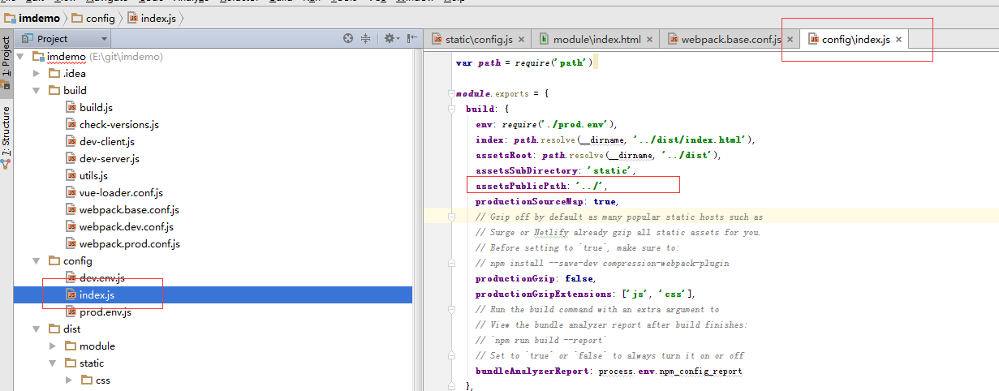 imdemo config index.js
1: Project
7: Structure
Project
imdemo (E:\git\imdemo)
.idea
build
build.js
check-versions.js
dev-client.js
dev-server.js
utils.js
vue-loader.conf.js
webpack.base.conf.js
webpack.dev.conf.js
webpack.prod.conf.js
config
dev.env.js
index.js
prod.env.js
dist
module
static
css
static\config.js
module\index.html
webpack.base.conf.js
config\index.js
var path = require('path')
module.exports = {
build: {
env: require('./prod.env'),
index: path.resolve(__dirname, '../dist/index.html'),
assetsRoot: path.resolve(__dirname, '../dist'),
assetsSubDirectory: 'static',
assetsPublicPath: '../',
productionSourceMap: true,
// Gzip off by default as many popular static hosts such as
// Surge or Netlify already gzip all static assets for you.
// Before setting to `true`, make sure to:
// npm install --save-dev compression-webpack-plugin
productionGzip: false,
productionGzipExtensions: ['js', 'css'],
// Run the build command with an extra argument to
// View the bundle analyzer report after build finishes:
// `npm run build --report`
// Set to `true` or `false` to always turn it on or off
bundleAnalyzerReport: process.env.npm_config_report
},